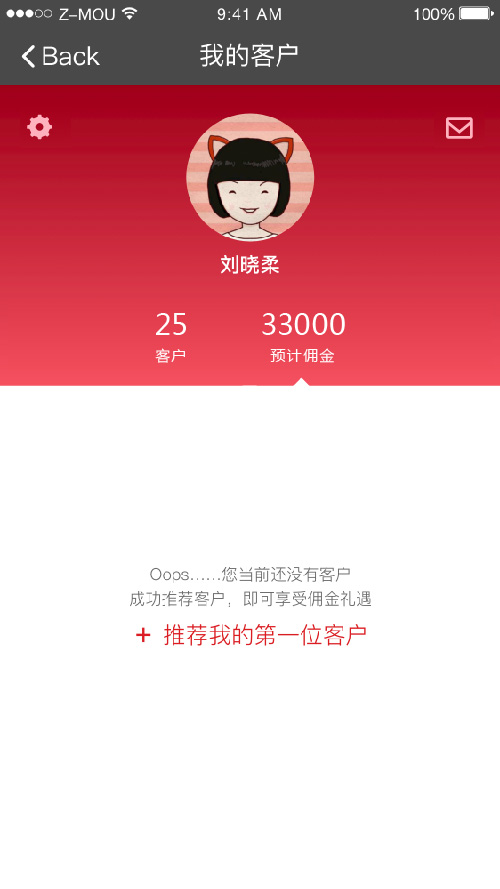 Z-MOU 9:41 AM 100%
Back 我的客户
刘晓柔
25 33000
客户 预计佣金
Oops……您当前还没有客户
成功推荐客户，即可享受佣金礼遇
+ 推荐我的第一位客户